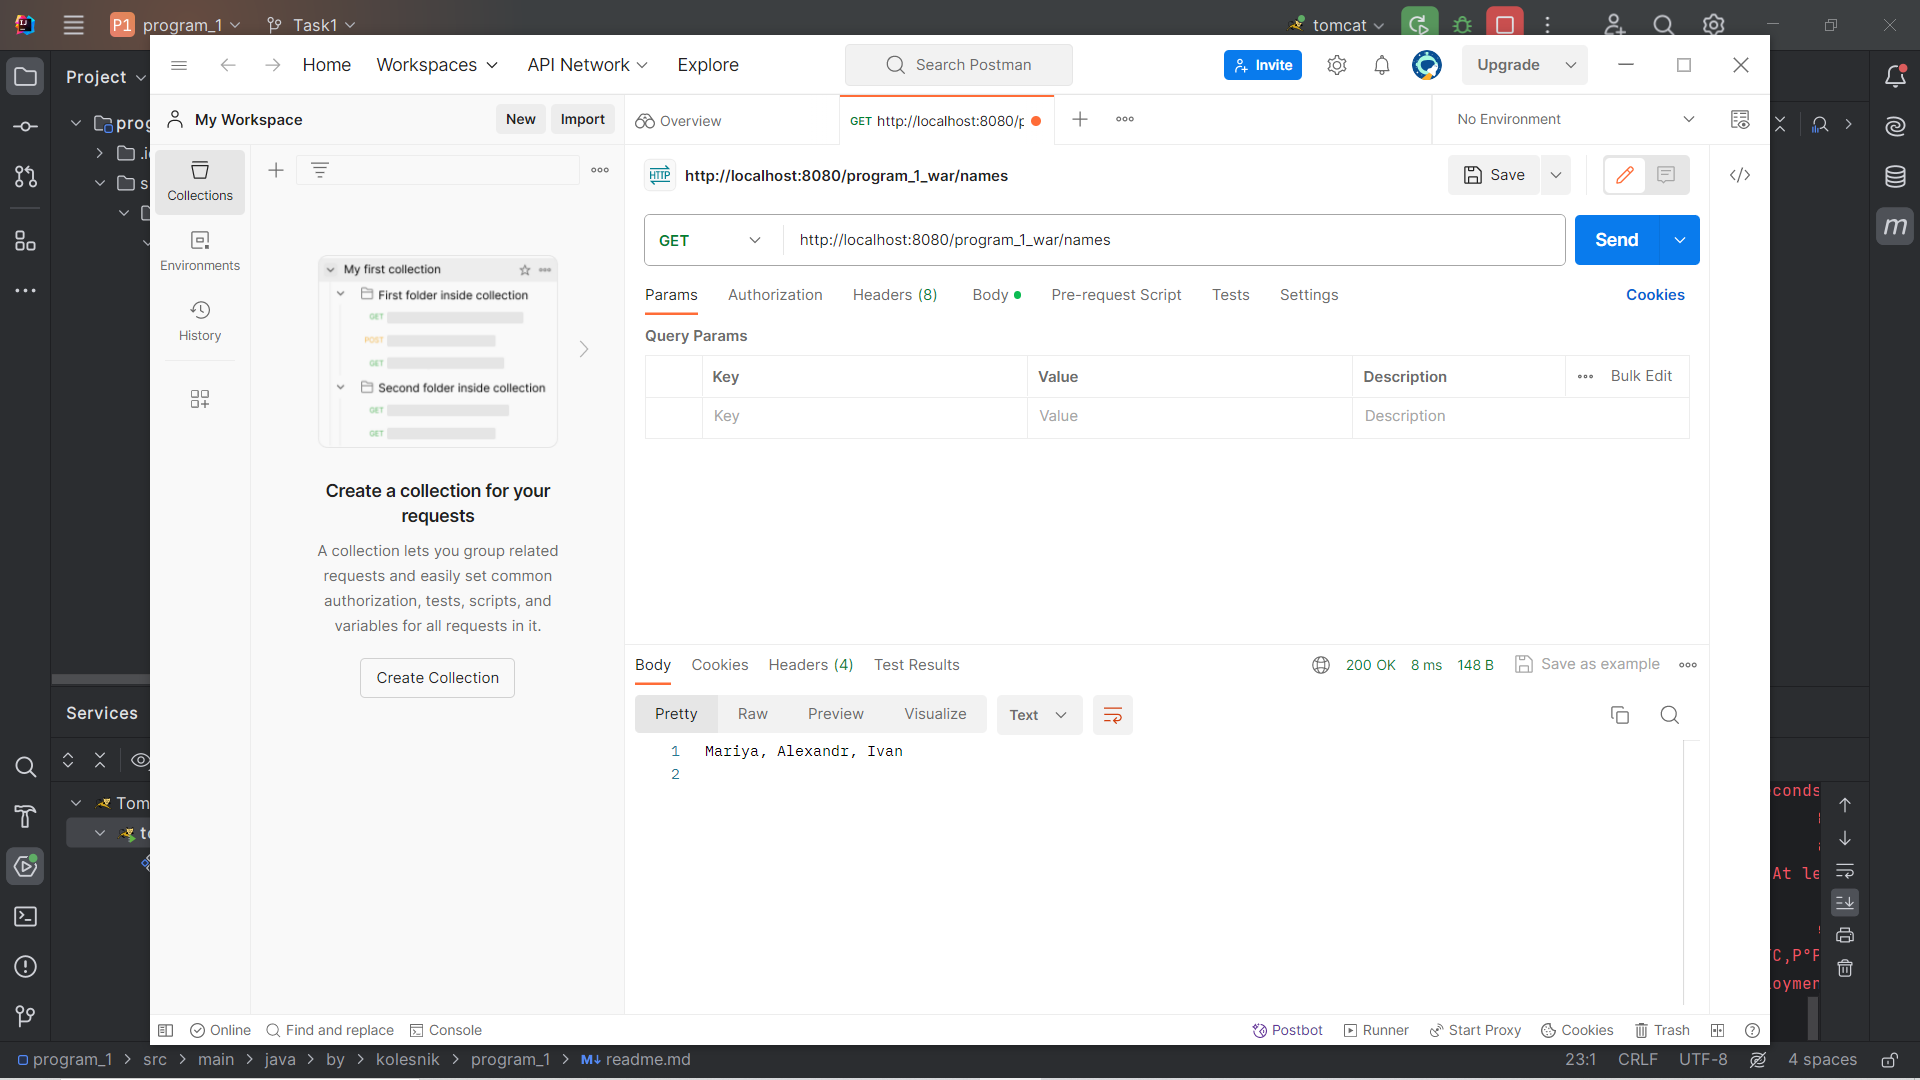 P1 program_1 Task1 tomcat
Project
Home Workspaces API Network Explore Search Postman Invite Upgrade
prog
My Workspace New Import Overview GET http://localhost:8080/p No Environment
Collections
HTTP http://localhost:8080/program_1_war/names Save
GET http://localhost:8080/program_1_war/names Send
Environments
My first collection
First folder inside collection
GET
POST
GET
Second folder inside collection
GET
GET
Params Authorization Headers (8) Body Pre-request Script Tests Settings Cookies
History
Query Params
Key Value Description Bulk Edit
Key Value Description
Create a collection for your
requests
A collection lets you group related
requests and easily set common
authorization, tests, scripts, and
variables for all requests in it.
Create Collection
Body Cookies Headers (4) Test Results 200 OK 8 ms 148 B Save as example
Services
Pretty Raw Preview Visualize Text
1 Mariya, Alexandr, Ivan
2
Tom
conds
At le
C,P°P
oymen
Online Find and replace Console Postbot Runner Start Proxy Cookies Trash
program_1 > src > main > java > by > kolesnik > program_1 > M↓ readme.md 23:1 CRLF UTF-8 4 spaces